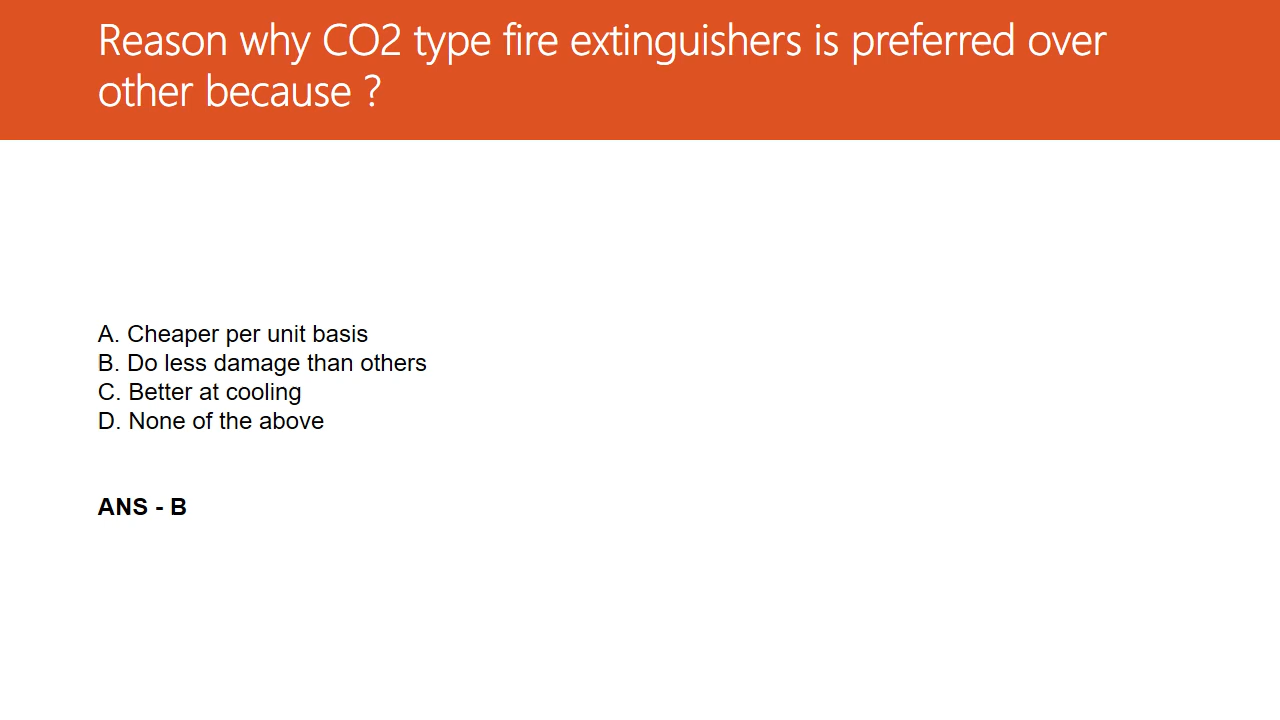 Reason why CO2 type fire extinguishers is preferred over
other because ?
A. Cheaper per unit basis
B. Do less damage than others
C. Better at cooling
D. None of the above
ANS - B